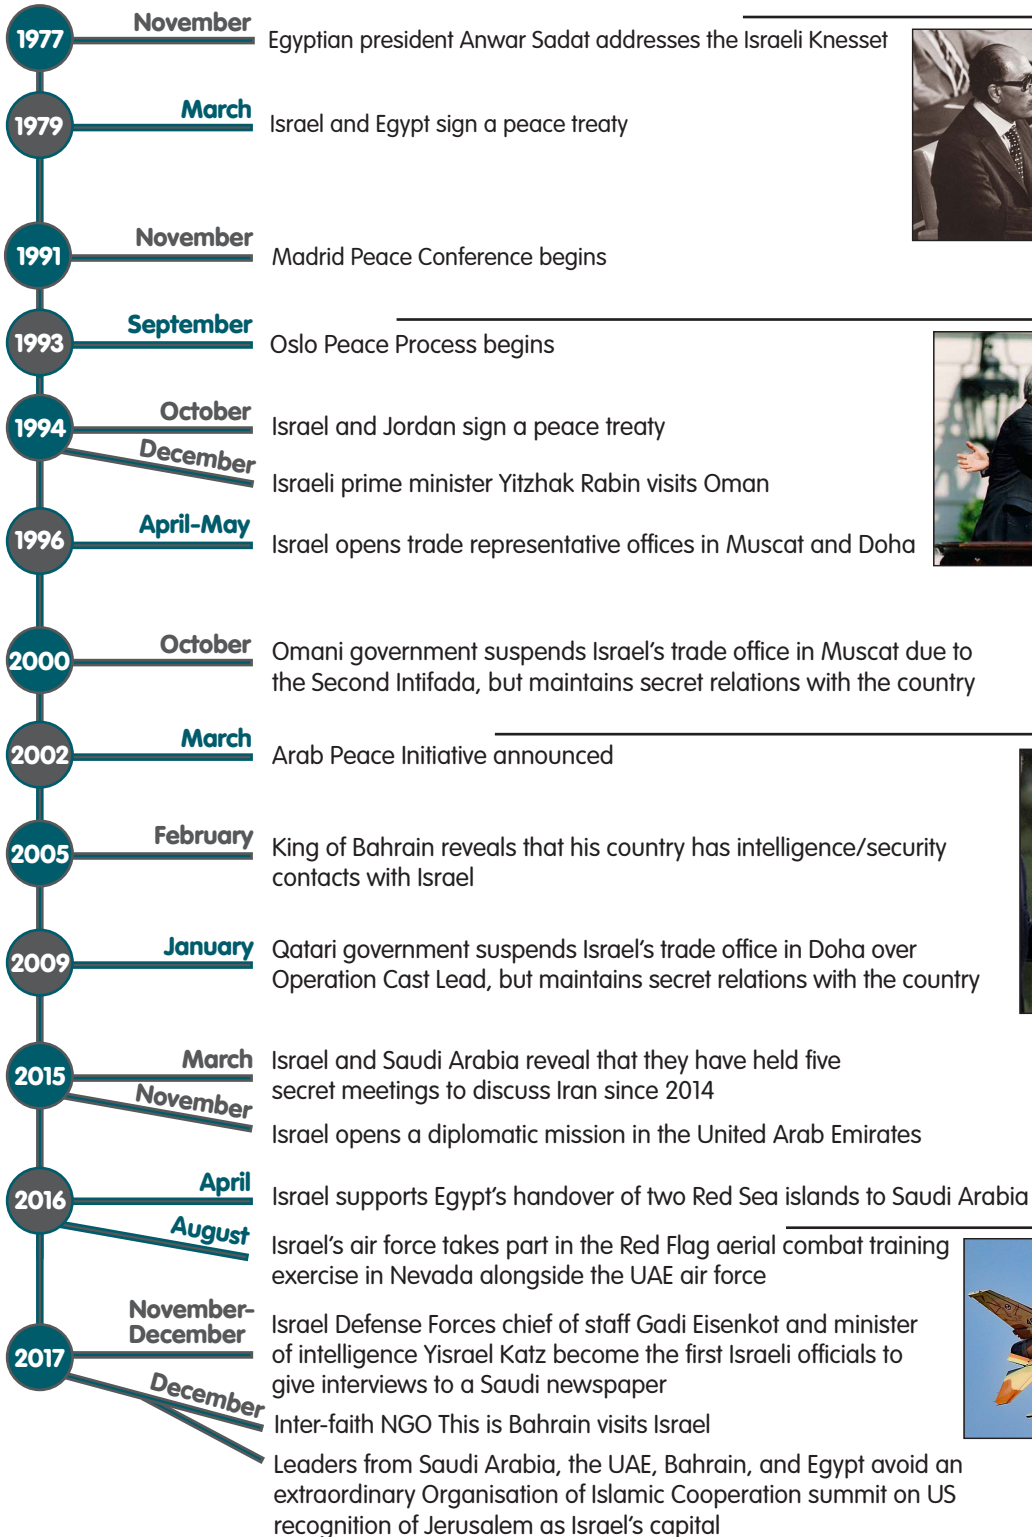 1977
November
Egyptian president Anwar Sadat addresses the Israeli Knesset
1979
March
Israel and Egypt sign a peace treaty
1991
November
Madrid Peace Conference begins
1993
September
Oslo Peace Process begins
1994
October
Israel and Jordan sign a peace treaty
December
Israeli prime minister Yitzhak Rabin visits Oman
1996
April-May
Israel opens trade representative offices in Muscat and Doha
2000
October
Omani government suspends Israel's trade office in Muscat due to
the Second Intifada, but maintains secret relations with the country
2002
March
Arab Peace Initiative announced
2005
February
King of Bahrain reveals that his country has intelligence/security
contacts with Israel
2009
January
Qatari government suspends Israel's trade office in Doha over
Operation Cast Lead, but maintains secret relations with the country
2015
March
Israel and Saudi Arabia reveal that they have held five
secret meetings to discuss Iran since 2014
November
Israel opens a diplomatic mission in the United Arab Emirates
2016
April
Israel supports Egypt's handover of two Red Sea islands to Saudi Arabia
August
Israel's air force takes part in the Red Flag aerial combat training
exercise in Nevada alongside the UAE air force
2017
November-
December
Israel Defense Forces chief of staff Gadi Eisenkot and minister
of intelligence Yisrael Katz become the first Israeli officials to
give interviews to a Saudi newspaper
December
Inter-faith NGO This is Bahrain visits Israel
Leaders from Saudi Arabia, the UAE, Bahrain, and Egypt avoid an
extraordinary Organisation of Islamic Cooperation summit on US
recognition of Jerusalem as Israel's capital